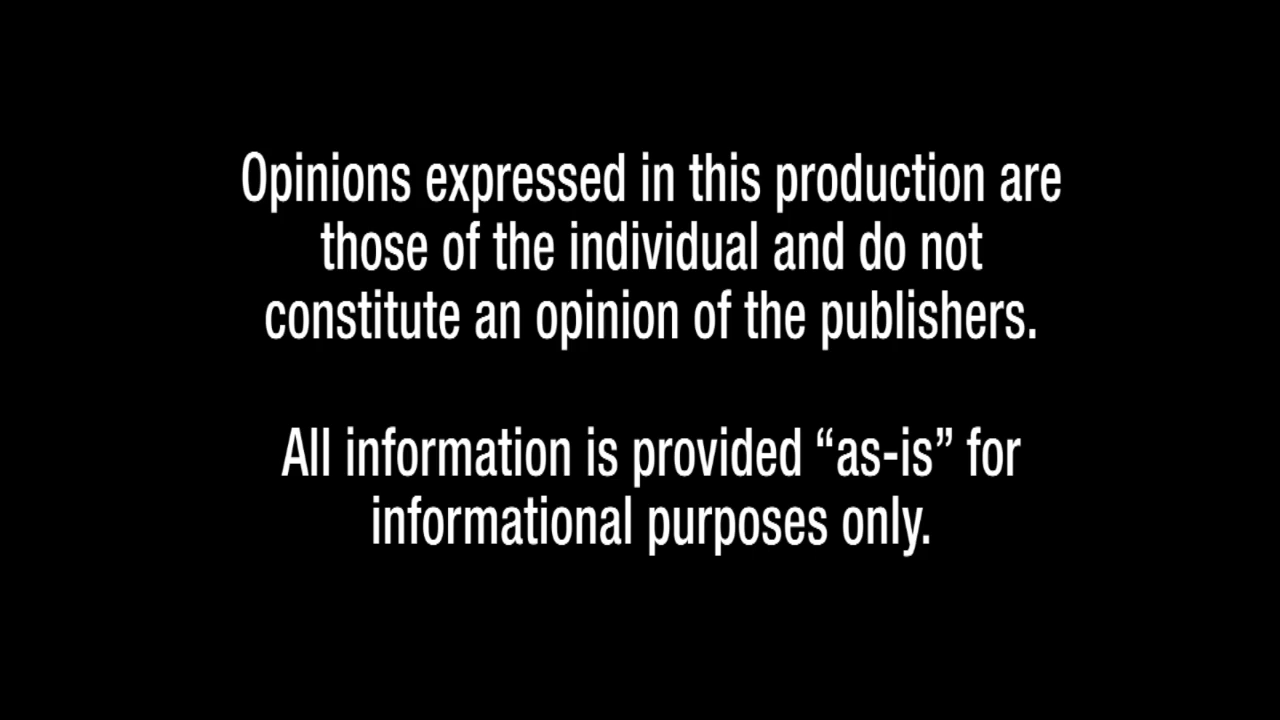 Opinions expressed in this production are
those of the individual and do not
constitute an opinion of the publishers.
All information is provided “as-is” for
informational purposes only.